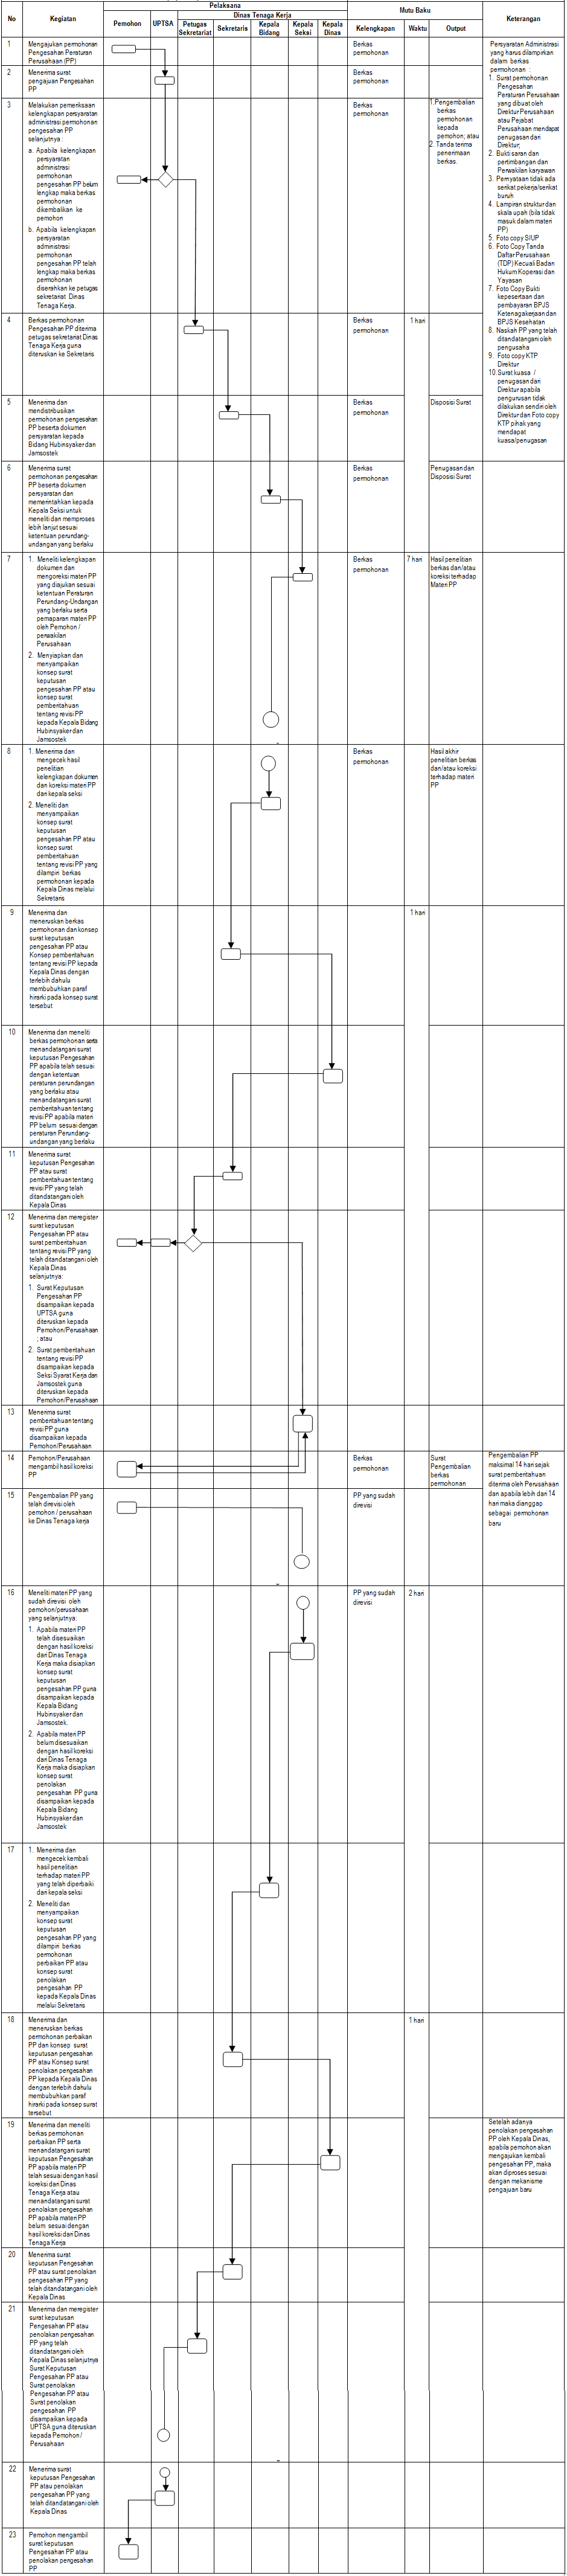 No
Kegiatan
Pelaksana
Mutu Baku
Keterangan
Pemohon
UPTSA
Dinas Tenaga Kerja
Petugas
Sekretariat
Sekretaris
Kepala
Bidang
Kepala
Seksi
Kepala
Dinas
Kelengkapan
Waktu
Output
1
Mengajukan permohonan
Pengesahan Peraturan
Perusahaan (PP)
Berkas
permohonan
Persyaratan Administrasi
yang harus dilampirkan
dalam berkas
permohonan :
1. Surat permohonan
Pengesahan
Peraturan Perusahaan
yang dibuat oleh
Direktur Perusahaan
atau Pejabat
Perusahaan mendapat
penugasan dari
Direktur;
2. Bukti saran dan
pertimbangan dan
Perwakilan karyawan
3. Pernyataan tidak ada
serikat pekerja/serikat
buruh
4. Lampiran struktur dan
skala upah (bila tidak
masuk dalam materi
PP)
5. Foto copy SIUP
6. Foto Copy Tanda
Daftar Perusahaan
(TDP) Kecuali Badan
Hukum Koperasi dan
Yayasan
7. Foto Copy Bukti
kepesertaan dan
pembayaran BPJS
Ketenagakerjaan dan
BPJS Kesehatan
8. Naskah PP yang telah
ditandatangani oleh
pengusaha
9. Foto copy KTP
Direktur
10. Surat kuasa /
penugasan dari
Direktur apabila
pengurusan tidak
dilakukan sendiri oleh
Direktur dan Foto copy
KTP pihak yang
mendapat
kuasa/penugasan
2
Menerima surat
pengajuan Pengesahan
PP
Berkas
permohonan
3
Melakukan pemeriksaan
kelengkapan persyaratan
administrasi permohonan
pengesahan PP
selanjutnya :
a. Apabila kelengkapan
persyaratan
administrasi
permohonan
pengesahan PP belum
lengkap maka berkas
permohonan
dikembalikan ke
pemohon
b. Apabila kelengkapan
persyaratan
administrasi
permohonan
pengesahan PP telah
lengkap maka berkas
permohonan
diserahkan ke petugas
sekretariat Dinas
Tenaga Kerja.
Berkas
permohonan
1. Pengembalian
berkas
permohonan
kepada
pemohon; atau
2. Tanda terima
penerimaan
berkas.
4
Berkas permohonan
Pengesahan PP diterima
petugas sekretariat Dinas
Tenaga Kerja guna
diteruskan ke Sekretaris
Berkas
permohonan
1 hari
5
Menerima dan
mendistribusikan
permohonan pengesahan
PP beserta dokumen
persyaratan kepada
Bidang Hubinsyaker dan
Jamsostek
Berkas
permohonan
Disposisi Surat
6
Menerima surat
permohonan pengesahan
PP beserta dokumen
persyaratan dan
memerintahkan kepada
Kepala Seksi untuk
meneliti dan memproses
lebih lanjut sesuai
ketentuan perundang-
undangan yang berlaku
Berkas
permohonan
Penugasan dan
Disposisi Surat
7
1. Meneliti kelengkapan
dokumen dan
mengoreksi materi PP
yang diajukan sesuai
ketentuan Peraturan
Perundang-Undangan
yang berlaku serta
pemaparan materi PP
oleh Pemohon /
perwakilan
Perusahaan
2. Menyiapkan dan
menyampaikan
konsep surat
keputusan
pengesahan PP atau
konsep surat
pemberitahuan
tentang revisi PP
kepada Kepala Bidang
Hubinsyaker dan
Jamsostek
Berkas
permohonan
7 hari
Hasil penelitian
berkas dan/atau
koreksi terhadap
Materi PP
8
1. Menerima dan
mengecek hasil
penelitian
kelengkapan dokumen
dan koreksi materi PP
dari kepala seksi
2. Meneliti dan
menyampaikan
konsep surat
keputusan
pengesahan PP atau
konsep surat
pemberitahuan
tentang revisi PP yang
dilampiri berkas
permohonan kepada
Kepala Dinas melalui
Sekretaris
Berkas
permohonan
Hasil akhir
penelitian berkas
dan/atau koreksi
terhadap materi
PP
9
Menerima dan
meneruskan berkas
permohonan dan konsep
surat keputusan
pengesahan PP atau
Konsep pemberitahuan
tentang revisi PP kepada
Kepala Dinas dengan
terlebih dahulu
membubuhkan paraf
hirarki pada konsep surat
tersebut
1 hari
10
Menerima dan meneliti
berkas permohonan serta
menandatangani surat
keputusan Pengesahan
PP apabila telah sesuai
dengan ketentuan
peraturan perundangan
yang berlaku atau
menandatangani surat
pemberitahuan tentang
revisi PP apabila materi
PP belum sesuai dengan
peraturan Perundang-
undangan yang berlaku
11
Menerima surat
keputusan Pengesahan
PP atau surat
pemberitahuan tentang
revisi PP yang telah
ditandatangani oleh
Kepala Dinas
12
Menerima dan meregister
surat keputusan
Pengesahan PP atau
surat pemberitahuan
tentang revisi PP yang
telah ditandatangani oleh
Kepala Dinas
selanjutnya:
1. Surat Keputusan
Pengesahan PP
disampaikan kepada
UPTSA guna
diteruskan kepada
Pemohon/Perusahaan
; atau
2. Surat pemberitahuan
tentang revisi PP
disampaikan kepada
Seksi Syarat Kerja dan
Jamsostek guna
diteruskan kepada
Pemohon/Perusahaan
13
Menerima surat
pemberitahuan tentang
revisi PP guna
disampaikan kepada
Pemohon/Perusahaan
14
Pemohon/Perusahaan
mengambil hasil koreksi
PP
Berkas
permohonan
Surat
Pengembalian
berkas
permohonan
Pengembalian PP
maksimal 14 hari sejak
surat pemberitahuan
diterima oleh Perusahaan
dan apabila lebih dari 14
hari maka dianggap
sebagai permohonan
baru
15
Pengembalian PP yang
telah direvisi oleh
pemohon / perusahaan
ke Dinas Tenaga kerja
PP yang sudah
direvisi
16
Meneliti materi PP yang
sudah direvisi oleh
pemohon/perusahaan
yang selanjutnya:
1. Apabila materi PP
telah disesuaikan
dengan hasil koreksi
dari Dinas Tenaga
Kerja maka disiapkan
konsep surat
keputusan
pengesahan PP guna
disampaikan kepada
Kepala Bidang
Hubinsyaker dan
Jamsostek.
2. Apabila materi PP
belum disesuaikan
dengan hasil koreksi
dari Dinas Tenaga
Kerja maka disiapkan
konsep surat
penolakan
pengesahan PP guna
disampaikan kepada
Kepala Bidang
Hubinsyaker dan
Jamsostek
PP yang sudah
direvisi
2 hari
17
1. Menerima dan
mengecek kembali
hasil penelitian
terhadap materi PP
yang telah diperbaiki
dari kepala seksi
2. Meneliti dan
menyampaikan
konsep surat
keputusan
pengesahan PP yang
dilampiri berkas
permohonan
perbaikan PP atau
konsep surat
penolakan
pengesahan PP
kepada Kepala Dinas
melalui Sekretaris
18
Menerima dan
meneruskan berkas
permohonan perbaikan
PP dan konsep surat
keputusan pengesahan
PP atau Konsep surat
penolakan pengesahan
PP kepada Kepala Dinas
dengan terlebih dahulu
membubuhkan paraf
hirarki pada konsep surat
tersebut
1 hari
19
Menerima dan meneliti
berkas permohonan
perbaikan PP serta
menandatangani surat
keputusan Pengesahan
PP apabila materi PP
telah sesuai dengan hasil
koreksi dari Dinas
Tenaga Kerja atau
menandatangani surat
penolakan pengesahan
PP apabila materi PP
belum sesuai dengan
hasil koreksi dari Dinas
Tenaga Kerja
Setelah adanya
penolakan pengesahan
PP oleh Kepala Dinas,
apabila pemohon akan
mengajukan kembali
pengesahan PP, maka
akan diproses sesuai
dengan mekanisme
pengajuan baru
20
Menerima surat
keputusan Pengesahan
PP atau surat penolakan
pengesahan PP yang
telah ditandatangani oleh
Kepala Dinas
21
Menerima dan meregister
surat keputusan
Pengesahan PP atau
penolakan pengesahan
PP yang telah
ditandatangani oleh
Kepala Dinas selanjutnya
Surat Keputusan
Pengesahan PP atau
Surat penolakan
Pengesahan PP atau
Surat penolakan
pengesahan PP
disampaikan kepada
UPTSA guna diteruskan
kepada Pemohon /
Perusahaan
22
Menerima surat
keputusan Pengesahan
PP atau penolakan
pengesahan PP yang
telah ditandatangani oleh
Kepala Dinas
23
Pemohon mengambil
surat keputusan
Pengesahan PP atau
penolakan pengesahan
PP